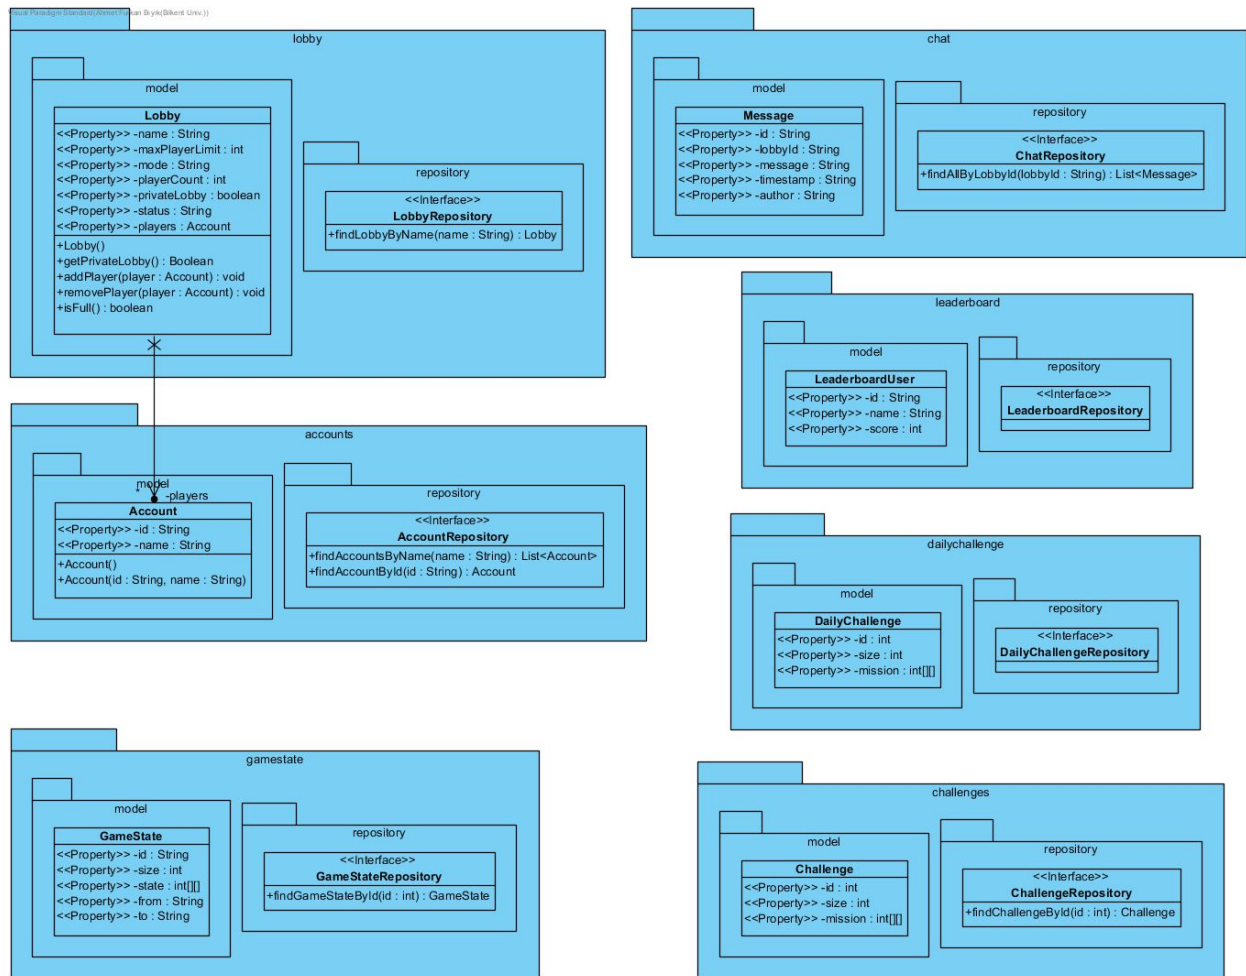 Visual Paradigm Standard(Ahmet Furkan Bıyık(Bilkent Univ.))
lobby
model
Lobby
<<Property>> -name : String
<<Property>> -maxPlayerLimit : int
<<Property>> -mode : String
<<Property>> -playerCount : int
<<Property>> -privateLobby : boolean
<<Property>> -status : String
<<Property>> -players : Account
+Lobby()
+getPrivateLobby() : Boolean
+addPlayer(player : Account) : void
+removePlayer(player : Account) : void
+isFull() : boolean
repository
<<Interface>>
LobbyRepository
+findLobbyByName(name : String) : Lobby
accounts
model
*
-players
Account
<<Property>> -id : String
<<Property>> -name : String
+Account()
+Account(id : String, name : String)
repository
<<Interface>>
AccountRepository
+findAccountsByName(name : String) : List<Account>
+findAccountById(id : String) : Account
gamestate
model
GameState
<<Property>> -id : String
<<Property>> -size : int
<<Property>> -state : int[][]
<<Property>> -from : String
<<Property>> -to : String
repository
<<Interface>>
GameStateRepository
+findGameStateById(id : int) : GameState
chat
model
Message
<<Property>> -id : String
<<Property>> -lobbyId : String
<<Property>> -message : String
<<Property>> -timestamp : String
<<Property>> -author : String
repository
<<Interface>>
ChatRepository
+findAllByLobbyId(lobbyId : String) : List<Message>
leaderboard
model
LeaderboardUser
<<Property>> -id : String
<<Property>> -name : String
<<Property>> -score : int
repository
<<Interface>>
LeaderboardRepository
dailychallenge
model
DailyChallenge
<<Property>> -id : int
<<Property>> -size : int
<<Property>> -mission : int[][]
repository
<<Interface>>
DailyChallengeRepository
challenges
model
Challenge
<<Property>> -id : int
<<Property>> -size : int
<<Property>> -mission : int[][]
repository
<<Interface>>
ChallengeRepository
+findChallengeById(id : int) : Challenge